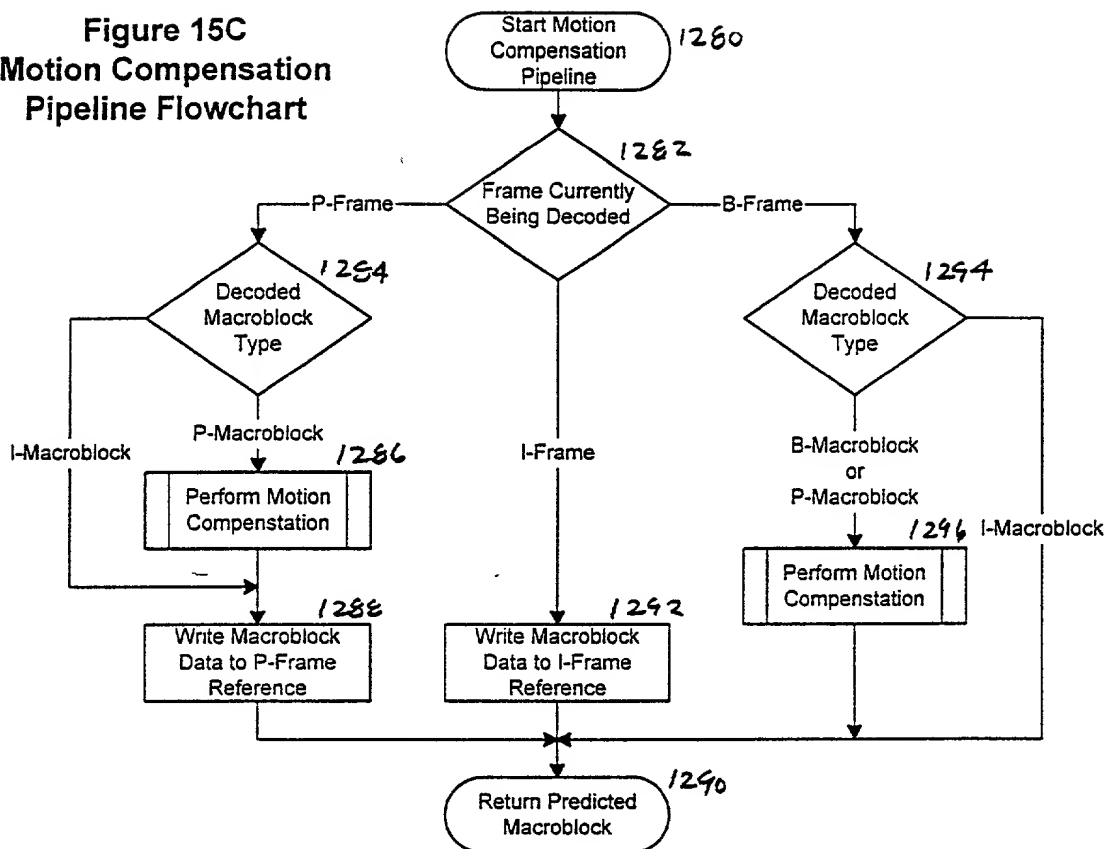 Figure 15C
Motion Compensation
Pipeline Flowchart
Start Motion
Compensation
Pipeline
1280
1282
Frame Currently
Being Decoded
P-Frame
B-Frame
1284
Decoded
Macroblock
Type
1294
Decoded
Macroblock
Type
I-Macroblock
P-Macroblock
I-Frame
B-Macroblock
or
P-Macroblock
I-Macroblock
1286
Perform Motion
Compenstation
1296
Perform Motion
Compenstation
1288
Write Macroblock
Data to P-Frame
Reference
1292
Write Macroblock
Data to I-Frame
Reference
1290
Return Predicted
Macroblock